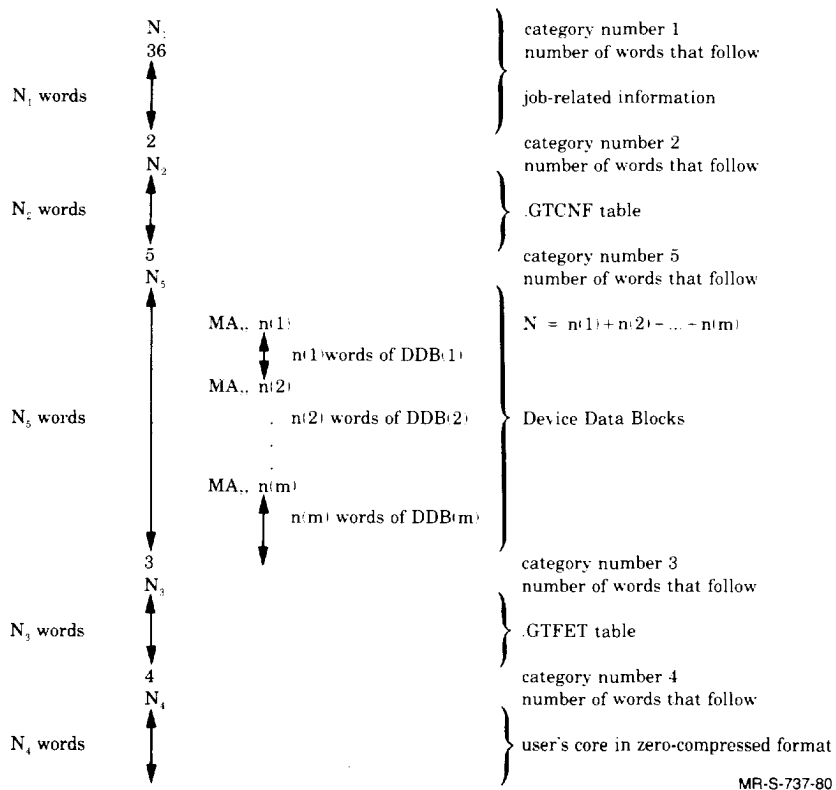 N₁ category number 1
36 number of words that follow
N₁ words job-related information
2 category number 2
N₂ number of words that follow
N₂ words .GTCNF table
5 category number 5
N₅ number of words that follow
MA,, n(1) N = n(1)+n(2)- ... -n(m)
n(1)words of DDB(1)
MA,, n(2)
N₅ words n(2) words of DDB(2) Device Data Blocks
.
.
.
MA,, n(m)
n(m) words of DDB(m)
3 category number 3
N₃ number of words that follow
N₃ words .GTFET table
4 category number 4
N₄ number of words that follow
N₄ words user's core in zero-compressed format
MR-S-737-80